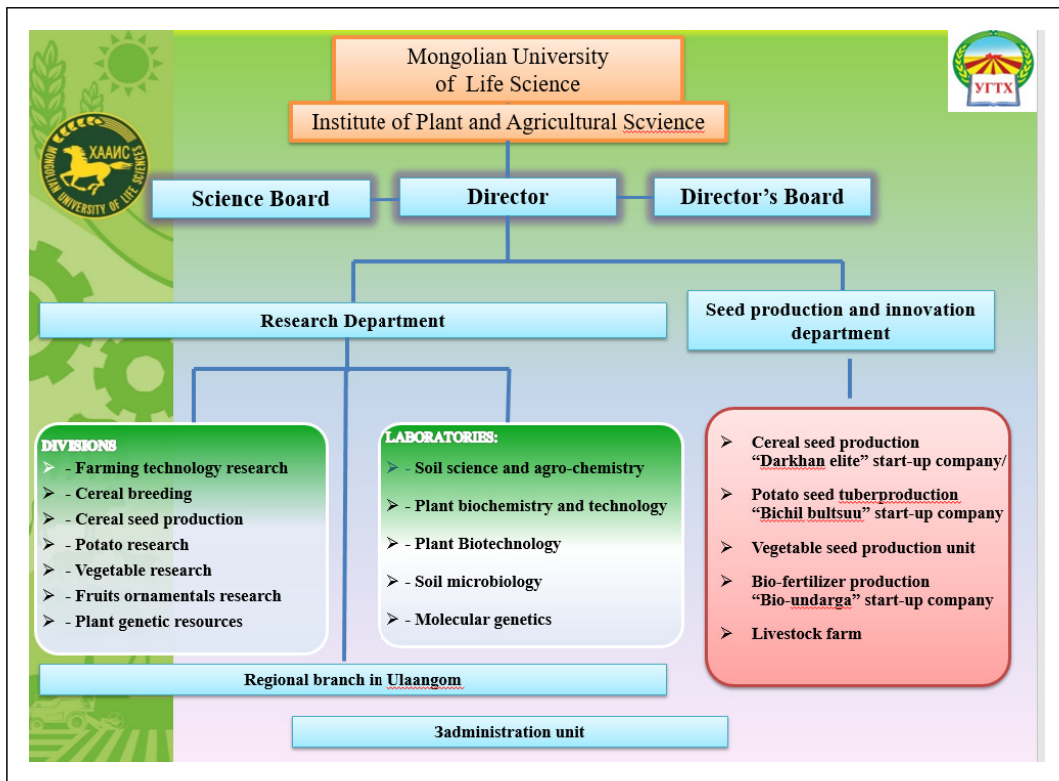 Mongolian University
of Life Science
Institute of Plant and Agricultural Scvience
УГТХ
ХААИС
MONGOLIAN UNIVERSITY OF LIFE SCIENCES
Science Board
Director
Director's Board
Research Department
Seed production and innovation
department
DIVISIONS
➢ - Farming technology research
➢ - Cereal breeding
➢ - Cereal seed production
➢ - Potato research
➢ - Vegetable research
➢ - Fruits ornamentals research
➢ - Plant genetic resources
LABORATORIES:
➢ - Soil science and agro-chemistry
➢ - Plant biochemistry and technology
➢ - Plant Biotechnology
➢ - Soil microbiology
➢ - Molecular genetics
➢ Cereal seed production
“Darkhan elite” start-up company/
➢ Potato seed tuberproduction
“Bichil bultsuu” start-up company
➢ Vegetable seed production unit
➢ Bio-fertilizer production
“Bio-undarga” start-up company
➢ Livestock farm
Regional branch in Ulaangom
3administration unit